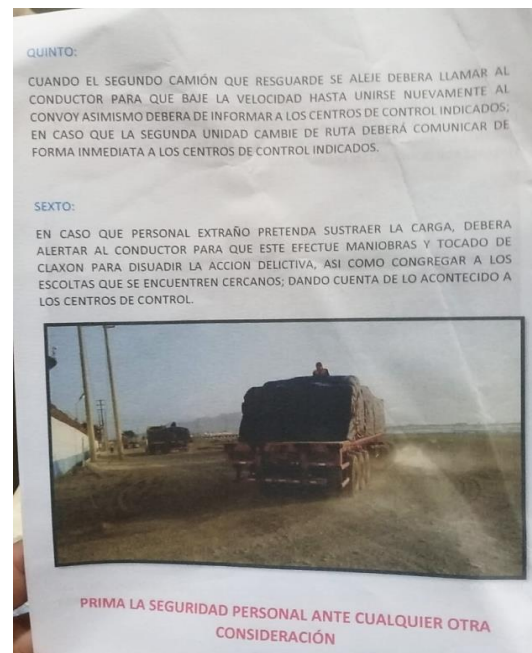 QUINTO:
CUANDO EL SEGUNDO CAMIÓN QUE RESGUARDE SE ALEJE DEBERA LLAMAR AL
CONDUCTOR PARA QUE BAJE LA VELOCIDAD HASTA UNIRSE NUEVAMENTE AL
CONVOY ASIMISMO DEBERA DE INFORMAR A LOS CENTROS DE CONTROL INDICADOS;
EN CASO QUE LA SEGUNDA UNIDAD CAMBIE DE RUTA DEBERÁ COMUNICAR DE
FORMA INMEDIATA A LOS CENTROS DE CONTROL INDICADOS.
SEXTO:
EN CASO QUE PERSONAL EXTRAÑO PRETENDA SUSTRAER LA CARGA, DEBERA
ALERTAR AL CONDUCTOR PARA QUE ESTE EFECTUE MANIOBRAS Y TOCADO DE
CLAXON PARA DISUADIR LA ACCION DELICTIVA, ASI COMO CONGREGAR A LOS
ESCOLTAS QUE SE ENCUENTREN CERCANOS; DANDO CUENTA DE LO ACONTECIDO A
LOS CENTROS DE CONTROL.
PRIMA LA SEGURIDAD PERSONAL ANTE CUALQUIER OTRA
CONSIDERACIÓN